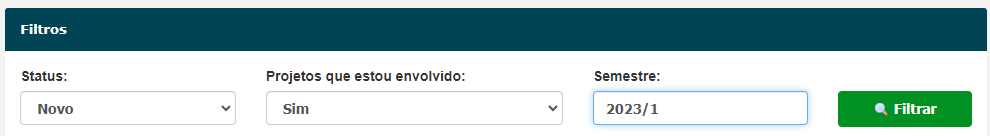 Filtros
Status: Projetos que estou envolvido: Semestre:
Novo Sim 2023/1 Filtrar